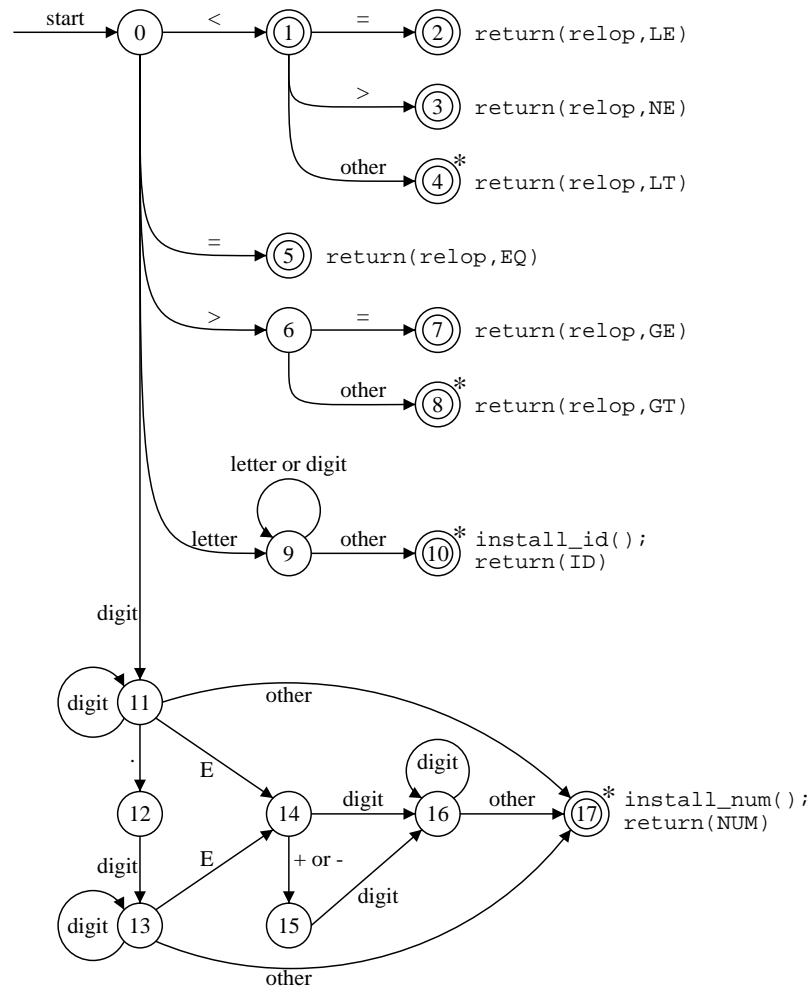 start
0
<
1
=
2
return(relop,LE)
>
3
return(relop,NE)
other
4
*
return(relop,LT)
=
5
return(relop,EQ)
>
6
=
7
return(relop,GE)
other
8
*
return(relop,GT)
letter or digit
letter
9
other
10
*
install_id();
return(ID)
digit
digit
11
other
.
E
12
14
digit
digit
16
other
17
*
install_num();
return(NUM)
digit
E
+ or -
digit
digit
13
15
other